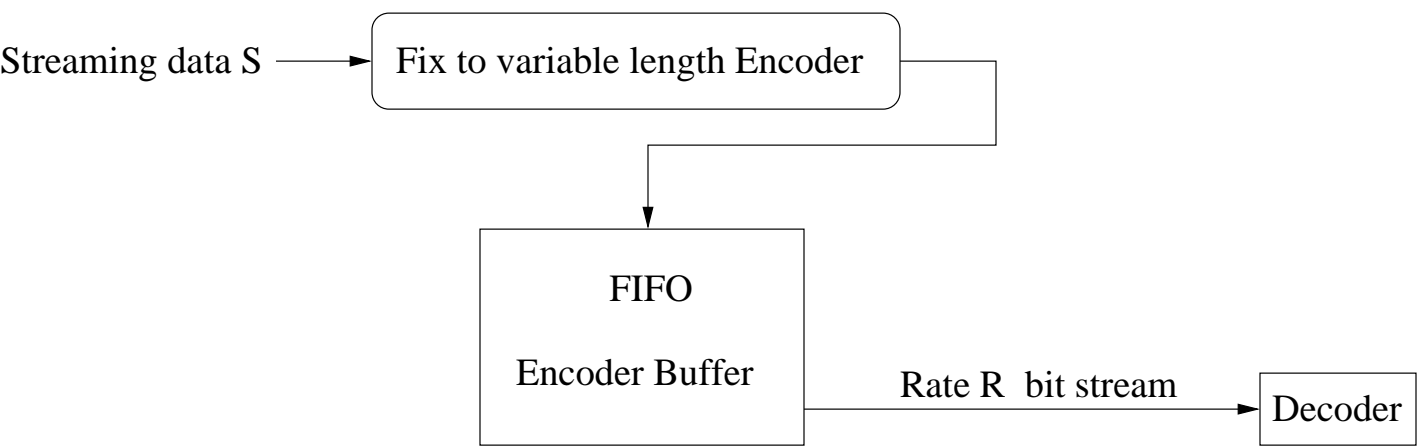 Streaming data S
Fix to variable length Encoder
FIFO
Encoder Buffer
Rate R bit stream
Decoder